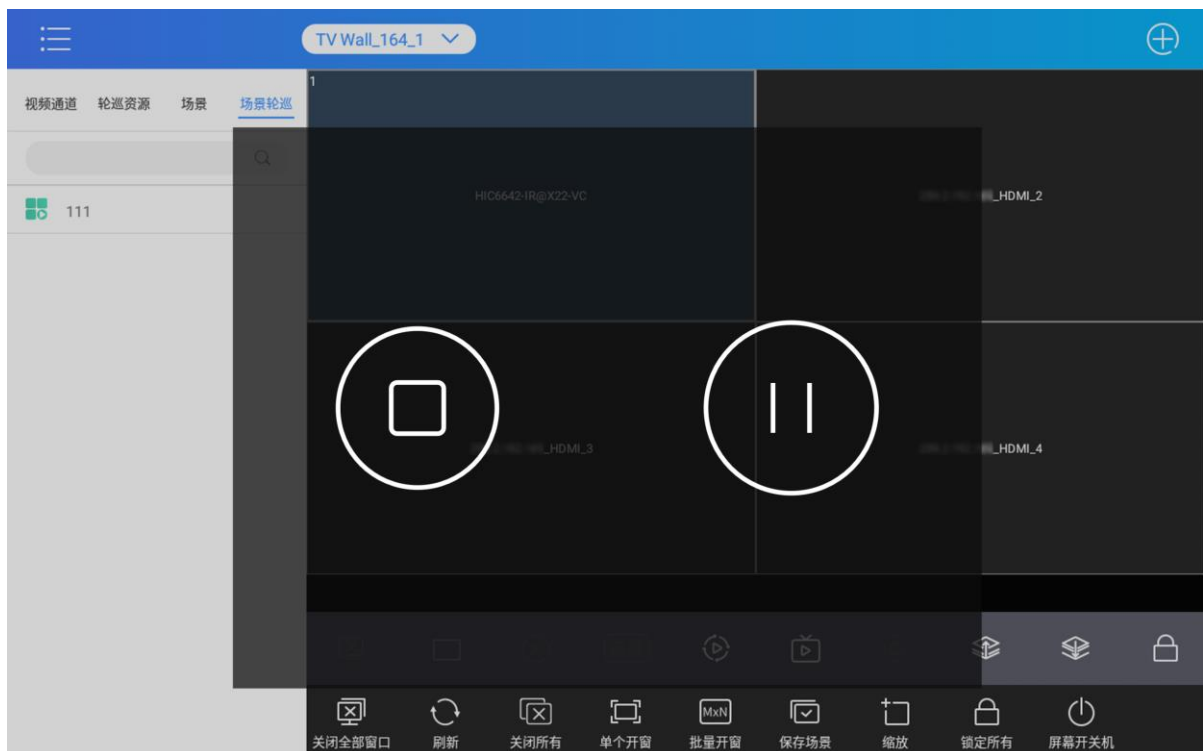 TV Wall_164_1
视频通道 轮巡资源 场景 场景轮巡
111
1
HIC6642-IR@X22-VC
_HDMI_2
_HDMI_3
_HDMI_4
MxN
关闭全部窗口 刷新 关闭所有 单个开窗 批量开窗 保存场景 缩放 锁定所有 屏幕开关机